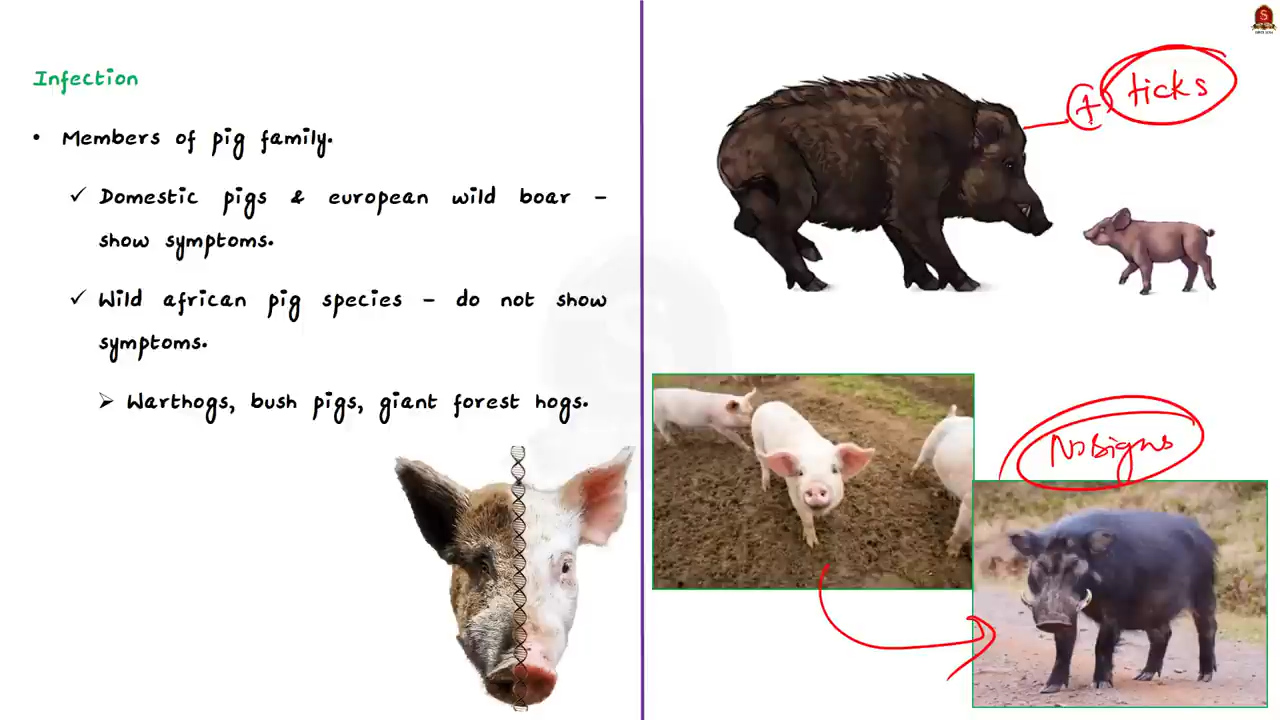 Infection
• Members of pig family.
✓ Domestic pigs & european wild boar –
show symptoms.
✓ Wild african pig species – do not show
symptoms.
➢ Warthogs, bush pigs, giant forest hogs.
+ ticks
No signs